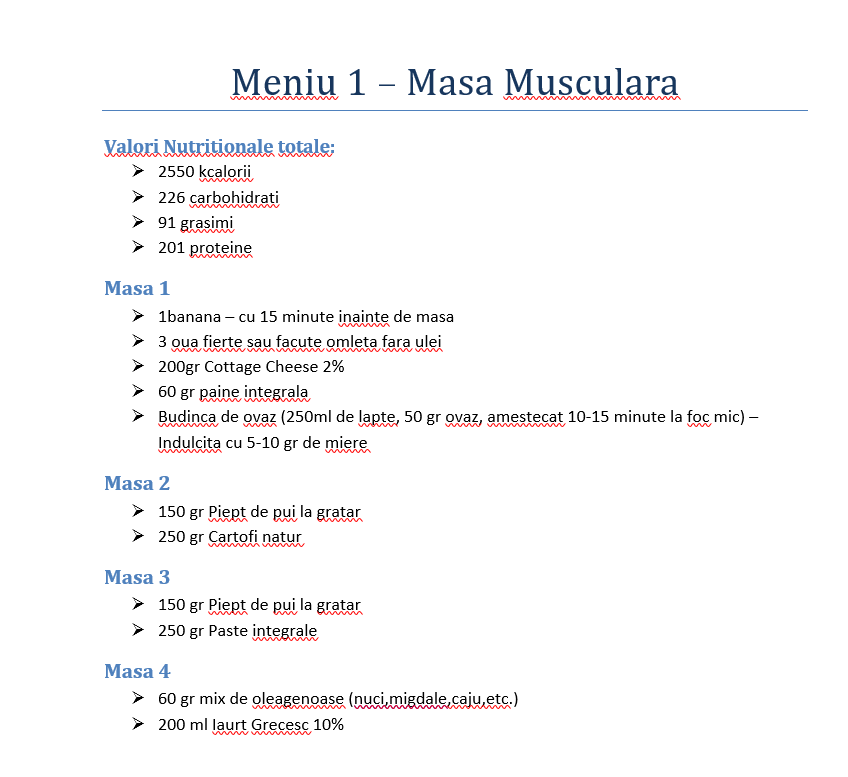 Meniu 1 – Masa Musculara
Valori Nutritionale totale:
➢ 2550 kcalorii
➢ 226 carbohidrati
➢ 91 grasimi
➢ 201 proteine
Masa 1
➢ 1banana – cu 15 minute inainte de masa
➢ 3 oua fierte sau facute omleta fara ulei
➢ 200gr Cottage Cheese 2%
➢ 60 gr paine integrala
➢ Budinca de ovaz (250ml de lapte, 50 gr ovaz, amestecat 10-15 minute la foc mic) –
Indulcita cu 5-10 gr de miere
Masa 2
➢ 150 gr Piept de pui la gratar
➢ 250 gr Cartofi natur
Masa 3
➢ 150 gr Piept de pui la gratar
➢ 250 gr Paste integrale
Masa 4
➢ 60 gr mix de oleagenoase (nuci,migdale,caju,etc.)
➢ 200 ml Iaurt Grecesc 10%